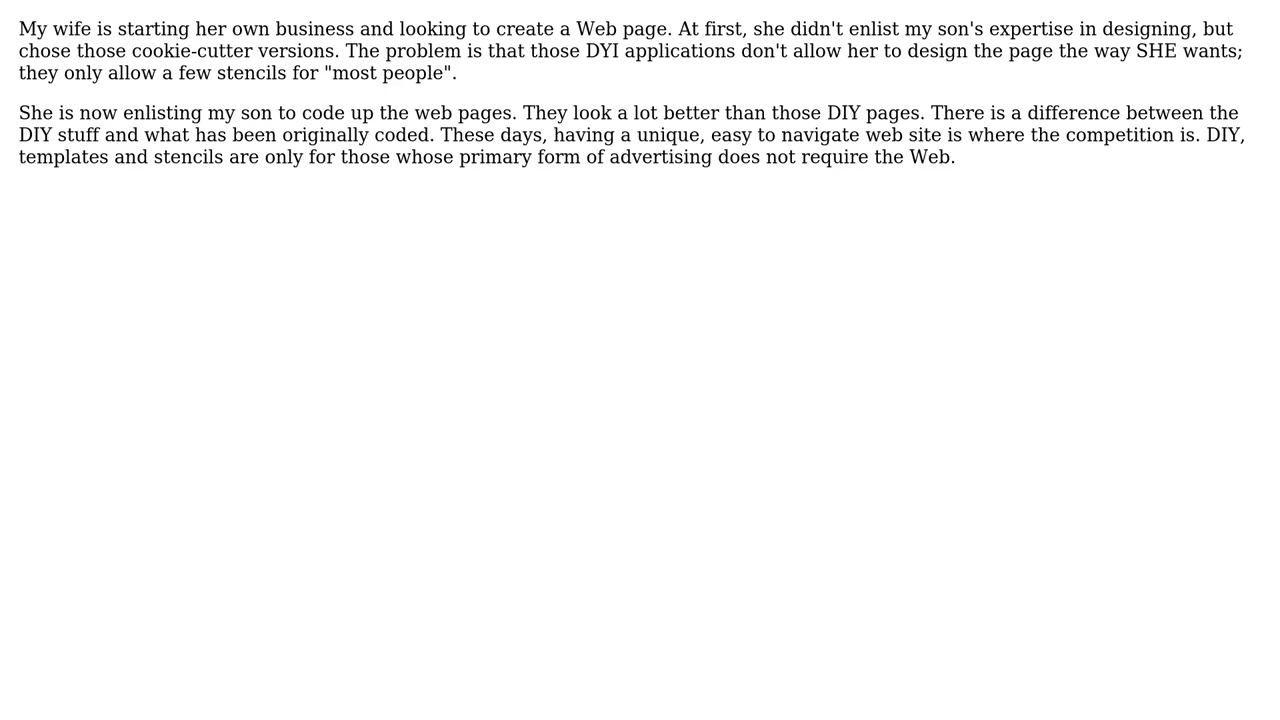 My wife is starting her own business and looking to create a Web page. At first, she didn't enlist my son's expertise in designing, but
chose those cookie-cutter versions. The problem is that those DYI applications don't allow her to design the page the way SHE wants;
they only allow a few stencils for "most people".
She is now enlisting my son to code up the web pages. They look a lot better than those DIY pages. There is a difference between the
DIY stuff and what has been originally coded. These days, having a unique, easy to navigate web site is where the competition is. DIY,
templates and stencils are only for those whose primary form of advertising does not require the Web.